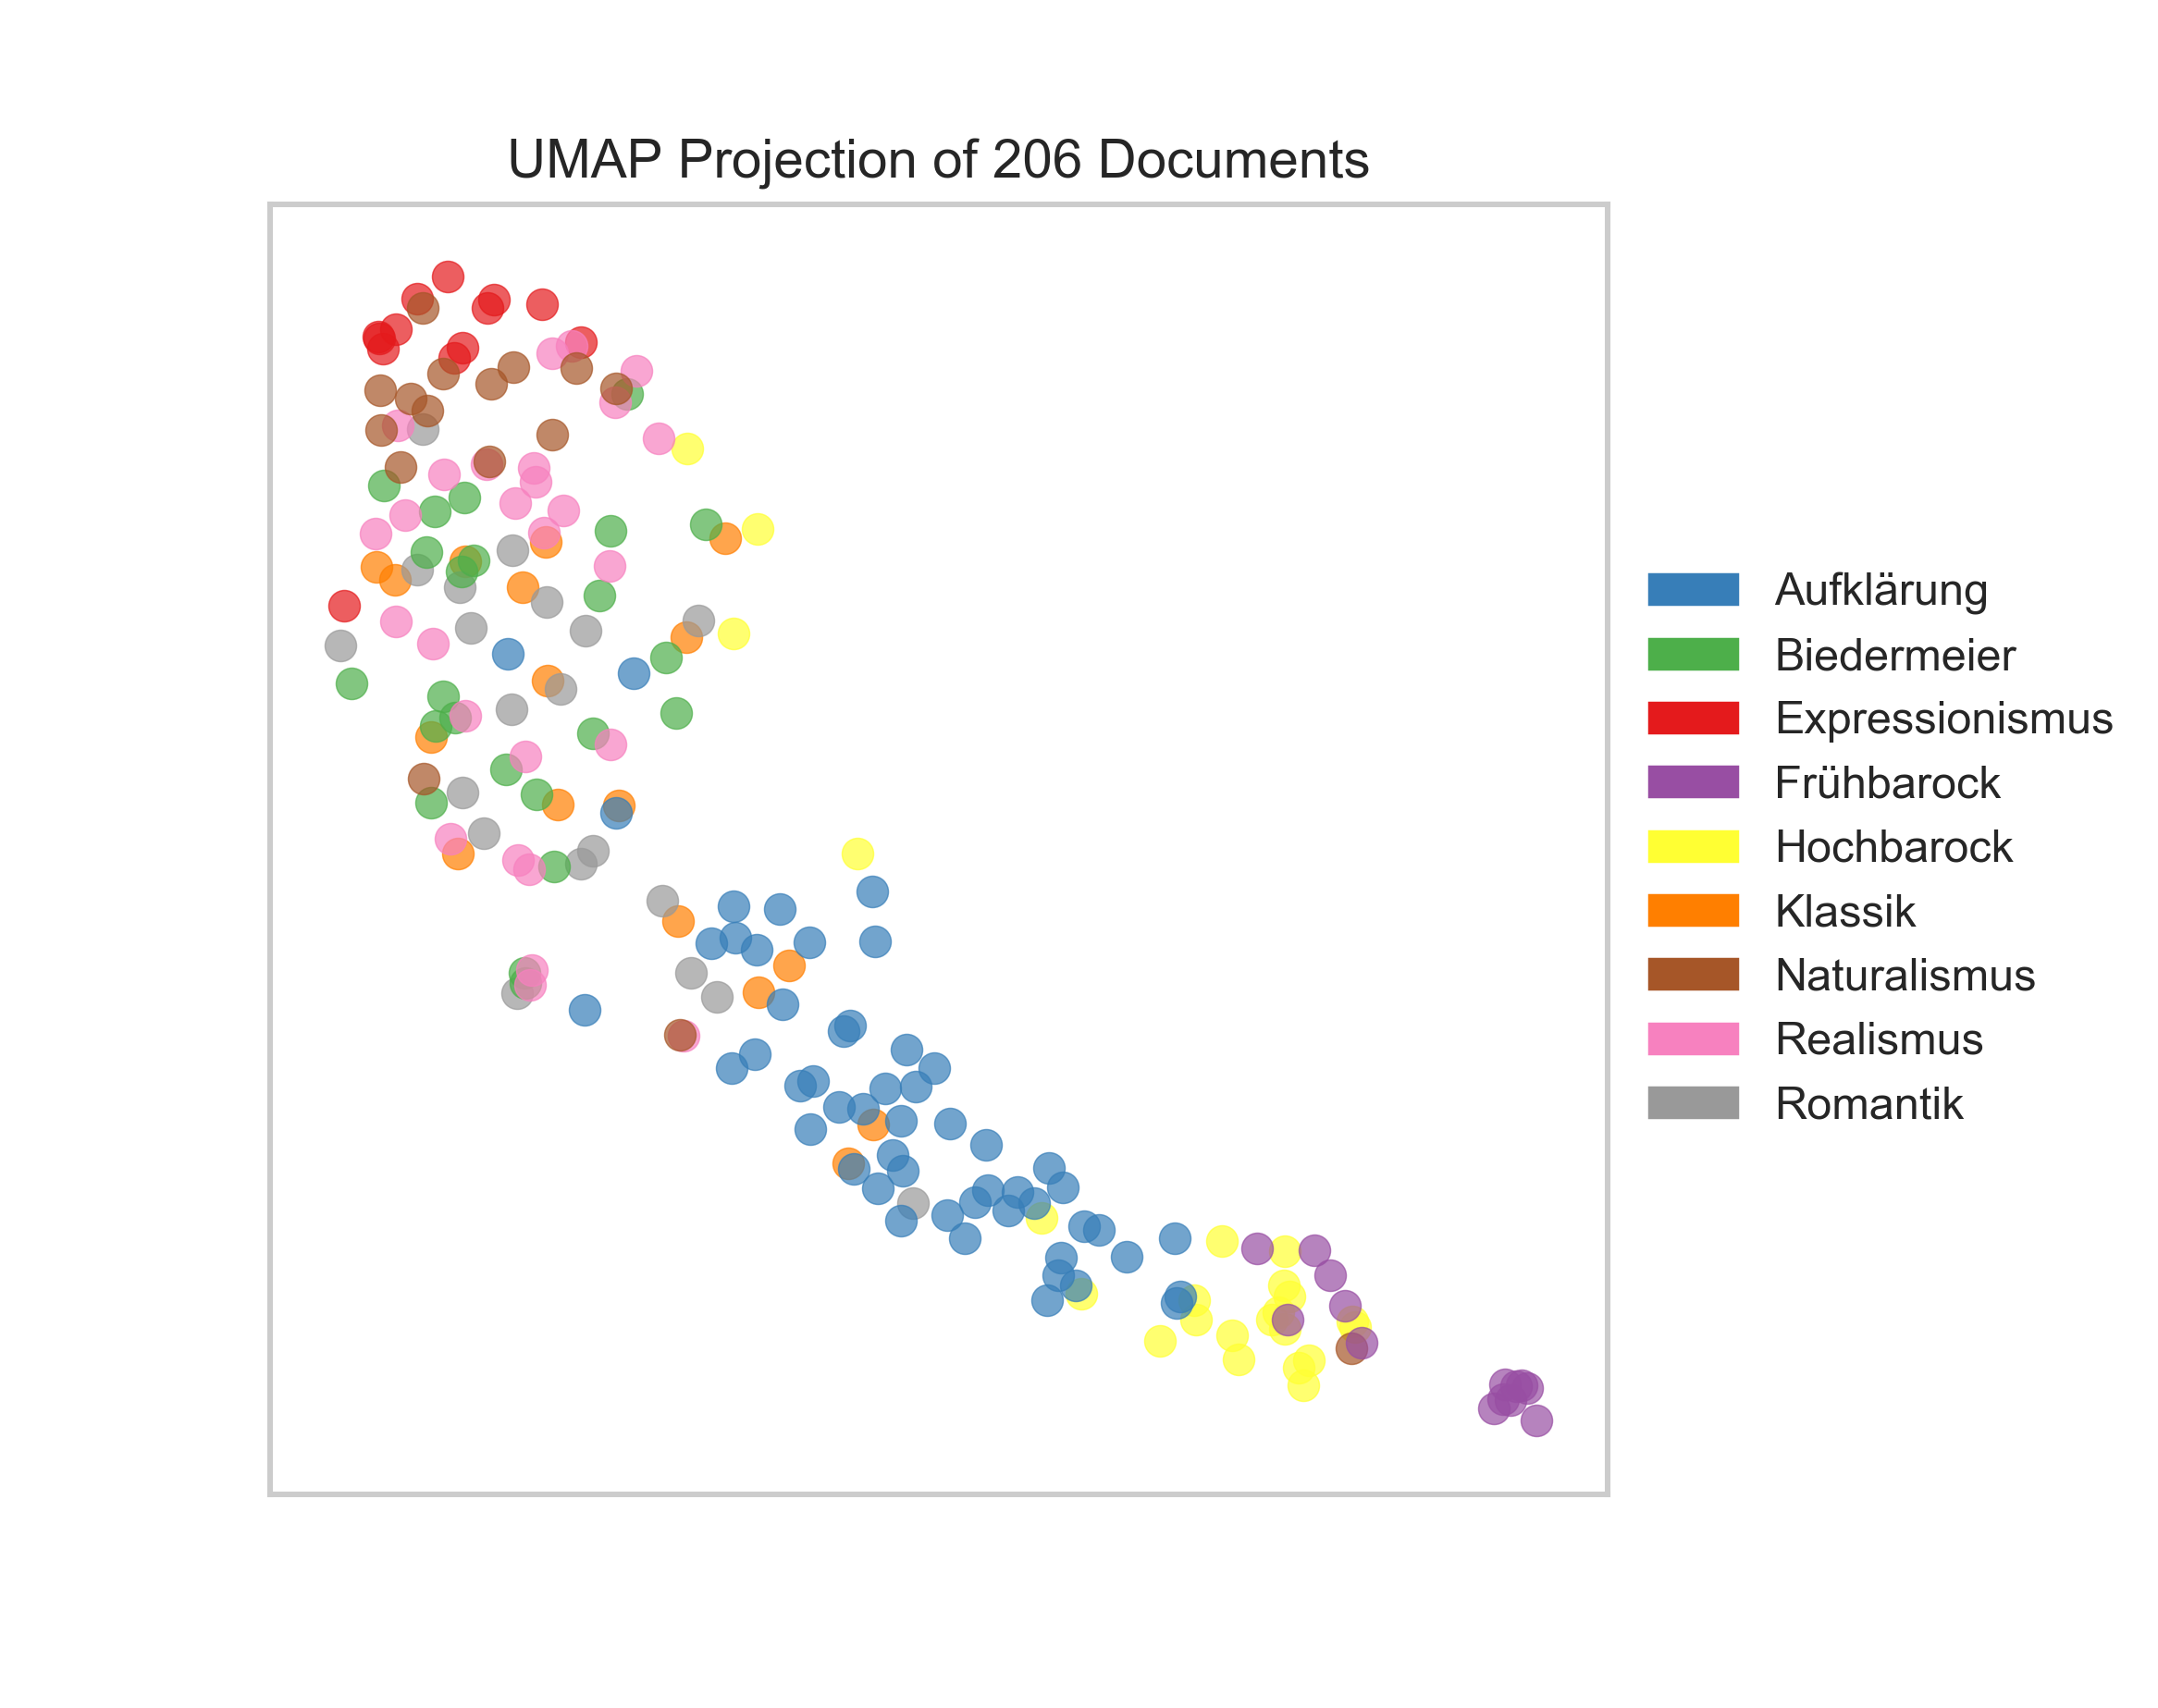 UMAP Projection of 206 Documents
Aufklärung
Biedermeier
Expressionismus
Frühbarock
Hochbarock
Klassik
Naturalismus
Realismus
Romantik